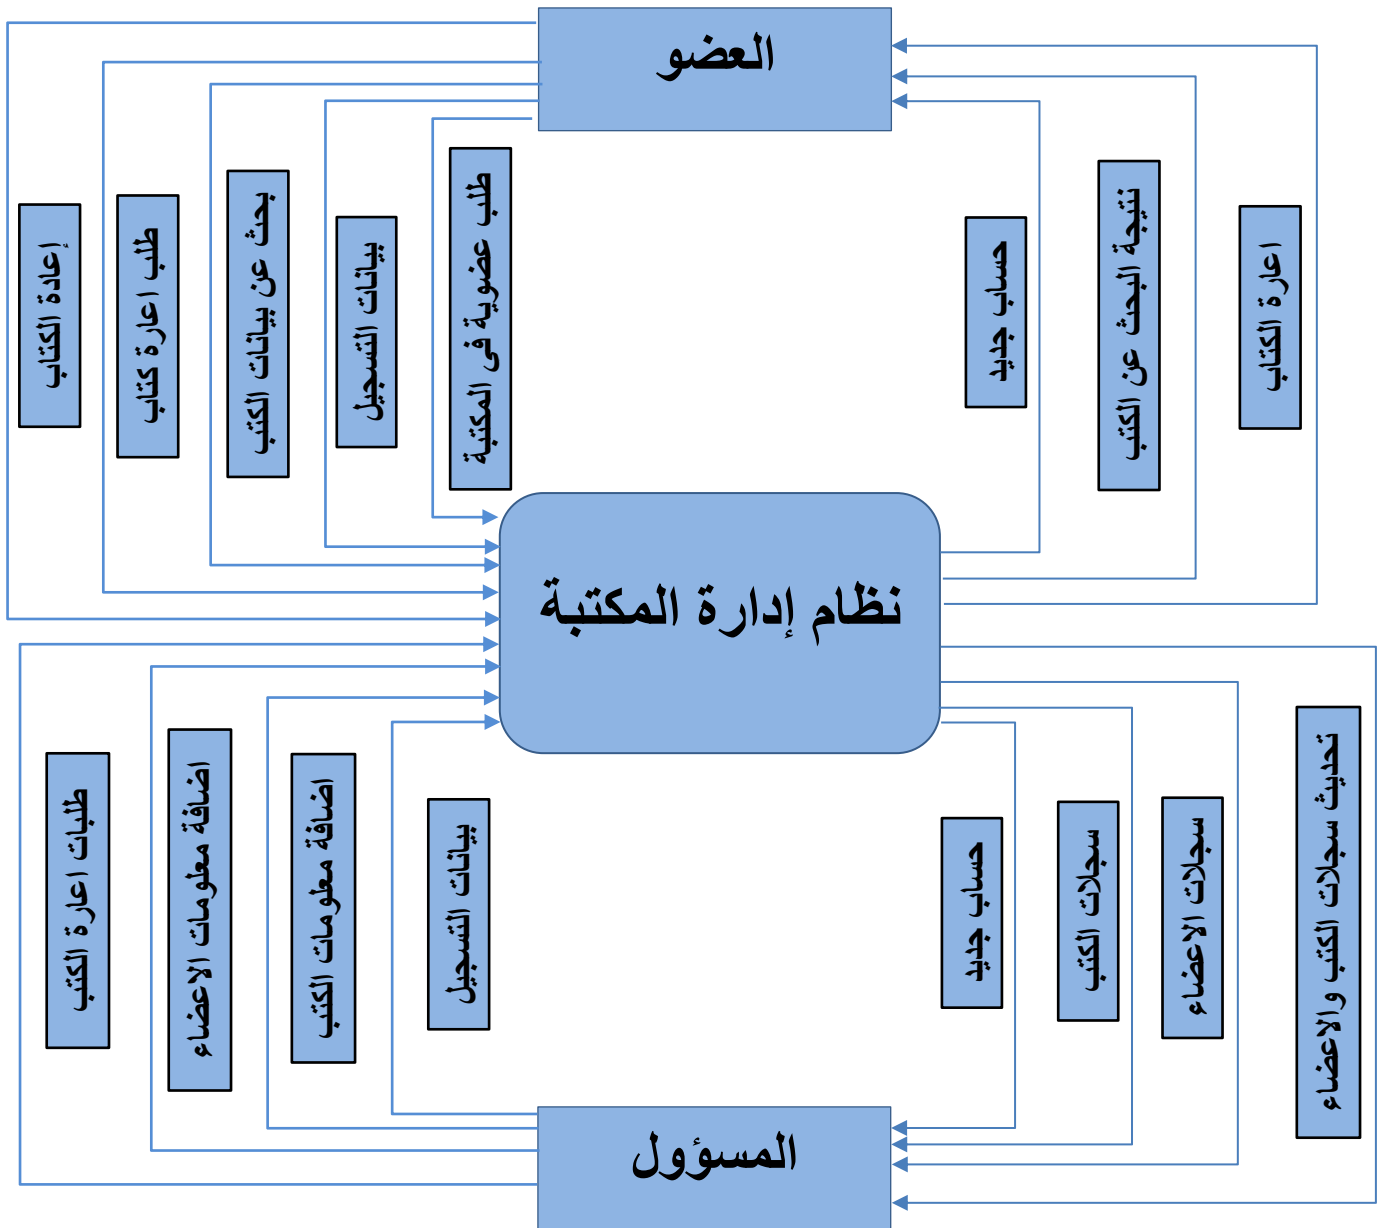 العضو
إعادة الكتاب
طلب اعارة كتاب
بحث عن بيانات الكتب
بيانات التسجيل
طلب عضوية فى المكتبة
حساب جديد
نتيجة البحث عن الكتب
اعارة الكتاب
نظام إدارة المكتبة
طلبات اعارة الكتب
اضافة معلومات الاعضاء
اضافة معلومات الكتب
بيانات التسجيل
حساب جديد
سجلات الكتب
سجلات الاعضاء
تحديث سجلات الكتب والاعضاء
المسؤول